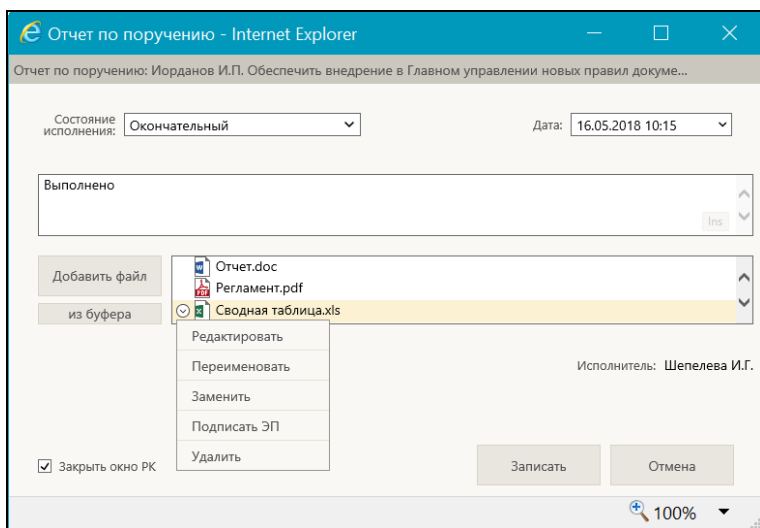 Отчет по поручению - Internet Explorer
Отчет по поручению: Иорданов И.П. Обеспечить внедрение в Главном управлении новых правил докуме...
Состояние
исполнения:
Окончательный
Дата:
16.05.2018 10:15
Выполнено
Ins
Добавить файл
из буфера
Отчет.doc
Регламент.pdf
Сводная таблица.xls
Редактировать
Переименовать
Заменить
Подписать ЭП
Удалить
Исполнитель: Шепелева И.Г.
Закрыть окно РК
Записать
Отмена
100%